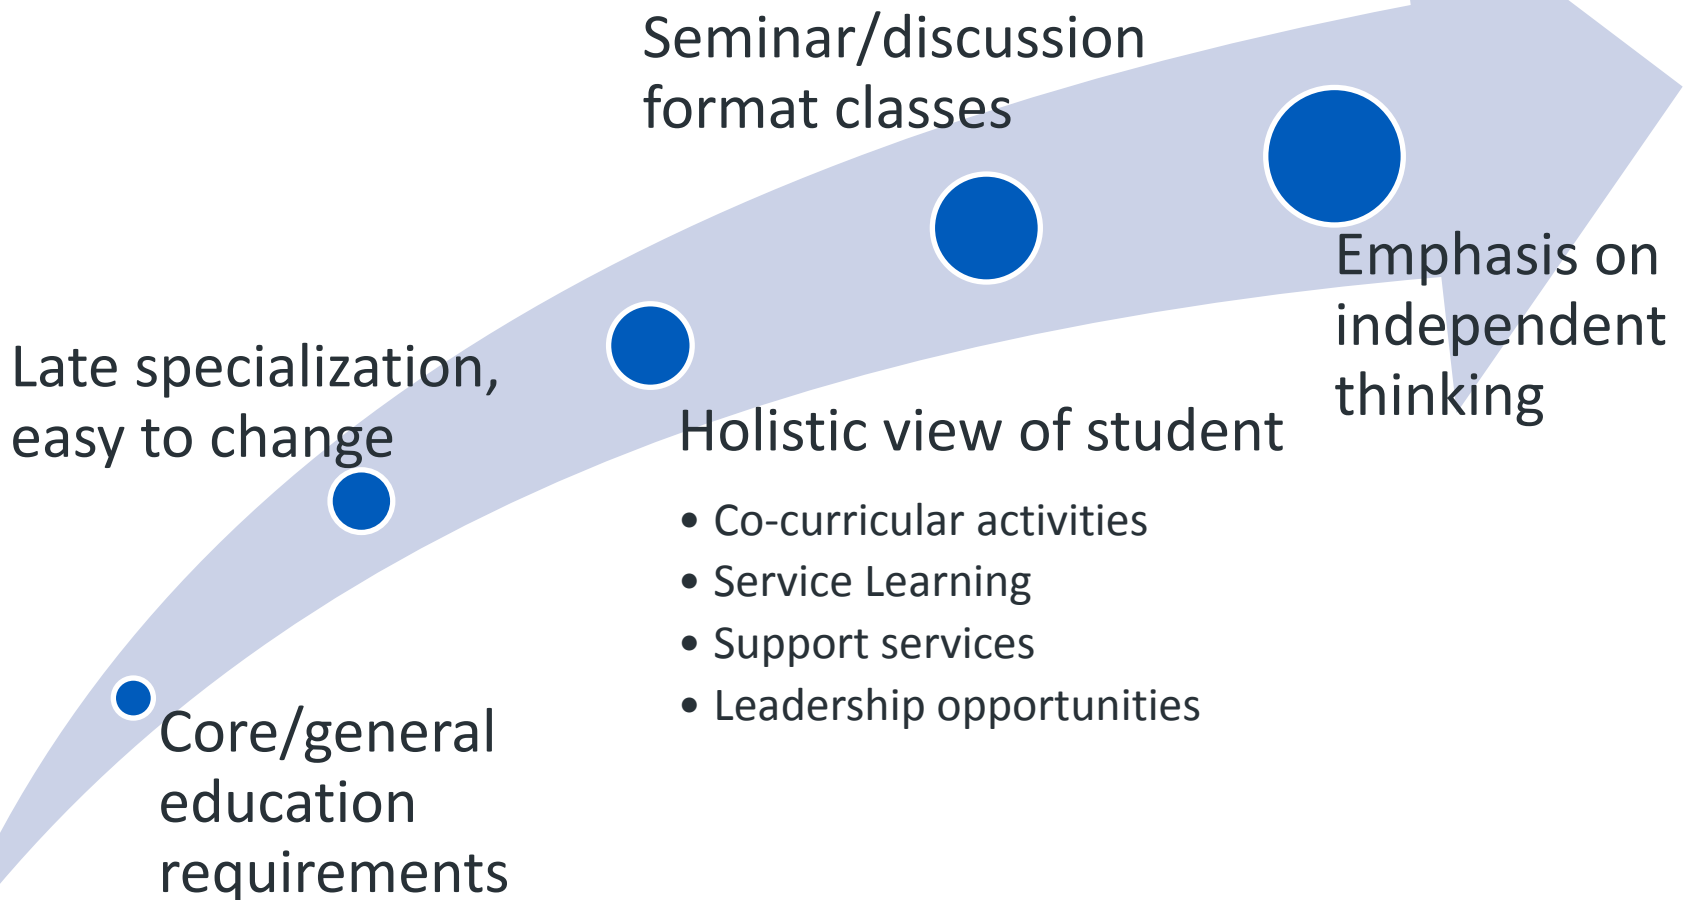 Seminar/discussion
format classes
Emphasis on
independent
thinking
Late specialization,
easy to change
Holistic view of student
• Co-curricular activities
• Service Learning
• Support services
• Leadership opportunities
Core/general
education
requirements